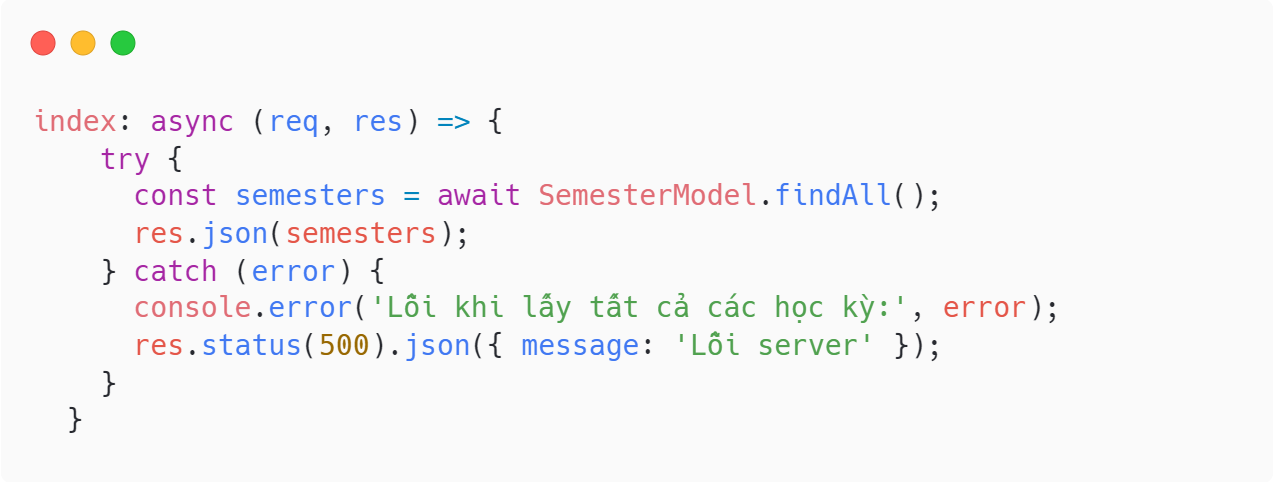 index: async (req, res) => {
    try {
      const semesters = await SemesterModel.findAll();
      res.json(semesters);
    } catch (error) {
      console.error('Lỗi khi lấy tất cả các học kỳ:', error);
      res.status(500).json({ message: 'Lỗi server' });
    }
  }